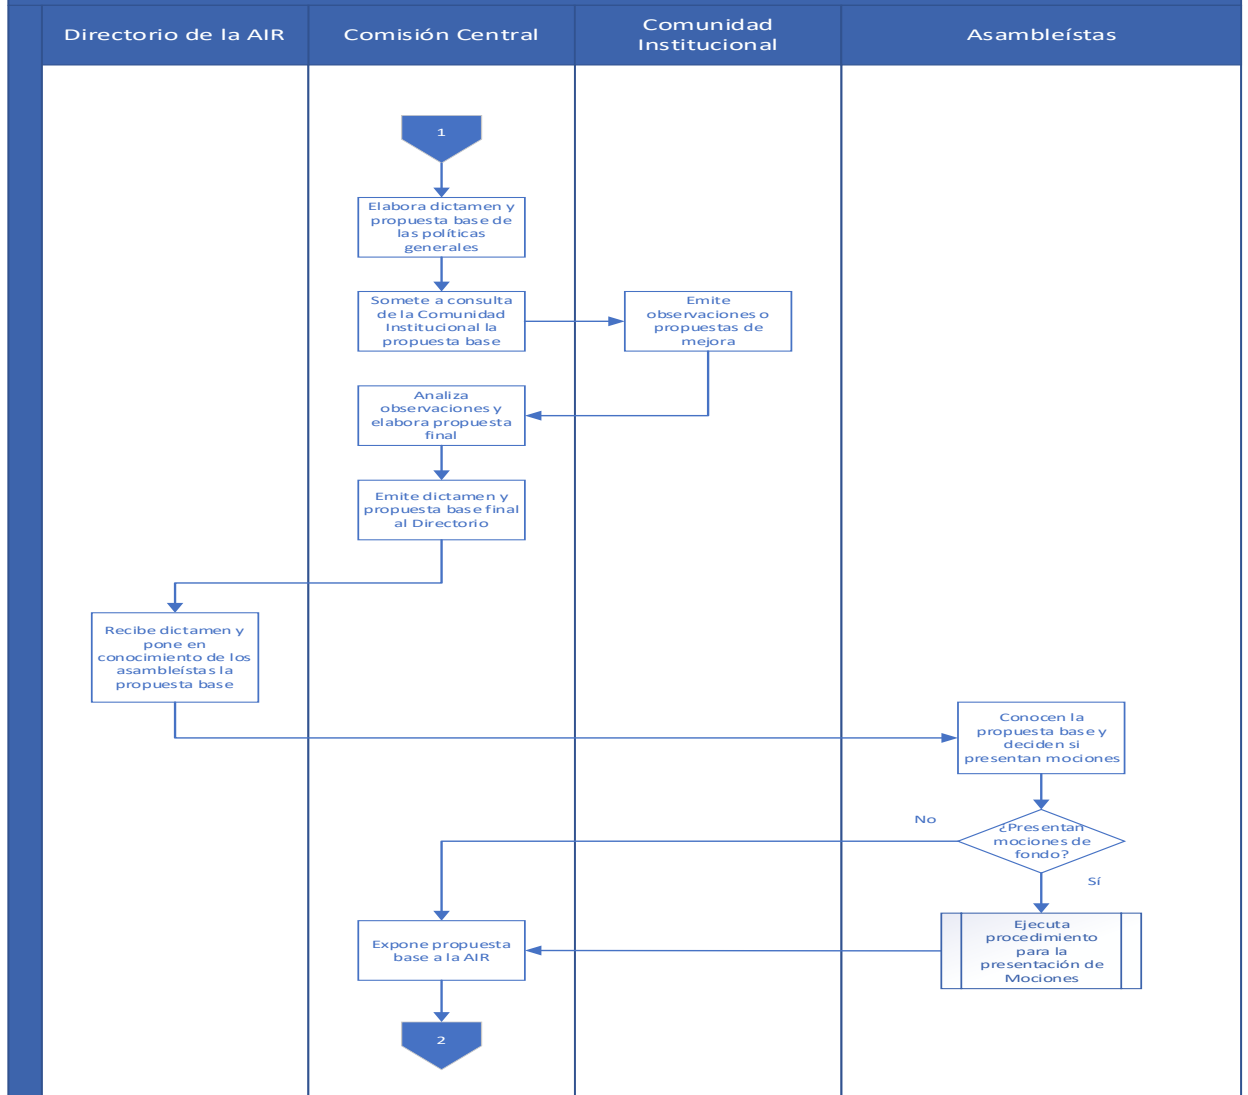 Directorio de la AIR
Comisión Central
Comunidad
Institucional
Asambleístas
1
Elabora dictamen y
propuesta base de
las políticas
generales
Somete a consulta
de la Comunidad
Institucional la
propuesta base
Emite
observaciones o
propuestas de
mejora
Analiza
observaciones y
elabora propuesta
final
Emite dictamen y
propuesta base final
al Directorio
Recibe dictamen y
pone en
conocimiento de los
asambleístas la
propuesta base
Conocen la
propuesta base y
deciden si
presentan mociones
No
¿Presentan
mociones de
fondo?
Sí
Expone propuesta
base a la AIR
Ejecuta
procedimiento
para la
presentación de
Mociones
2